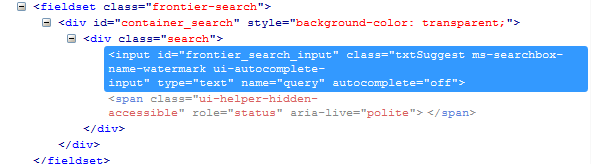 <fieldset class="frontier-search">
<div id="container_search" style="background-color: transparent;">
<div class="search">
<input id="frontier_search_input" class="txtSuggest ms-searchbox-
name-watermark ui-autocomplete-
input" type="text" name="query" autocomplete="off">
<span class="ui-helper-hidden-
accessible" role="status" aria-live="polite"> </span>
</div>
</div>
</fieldset>